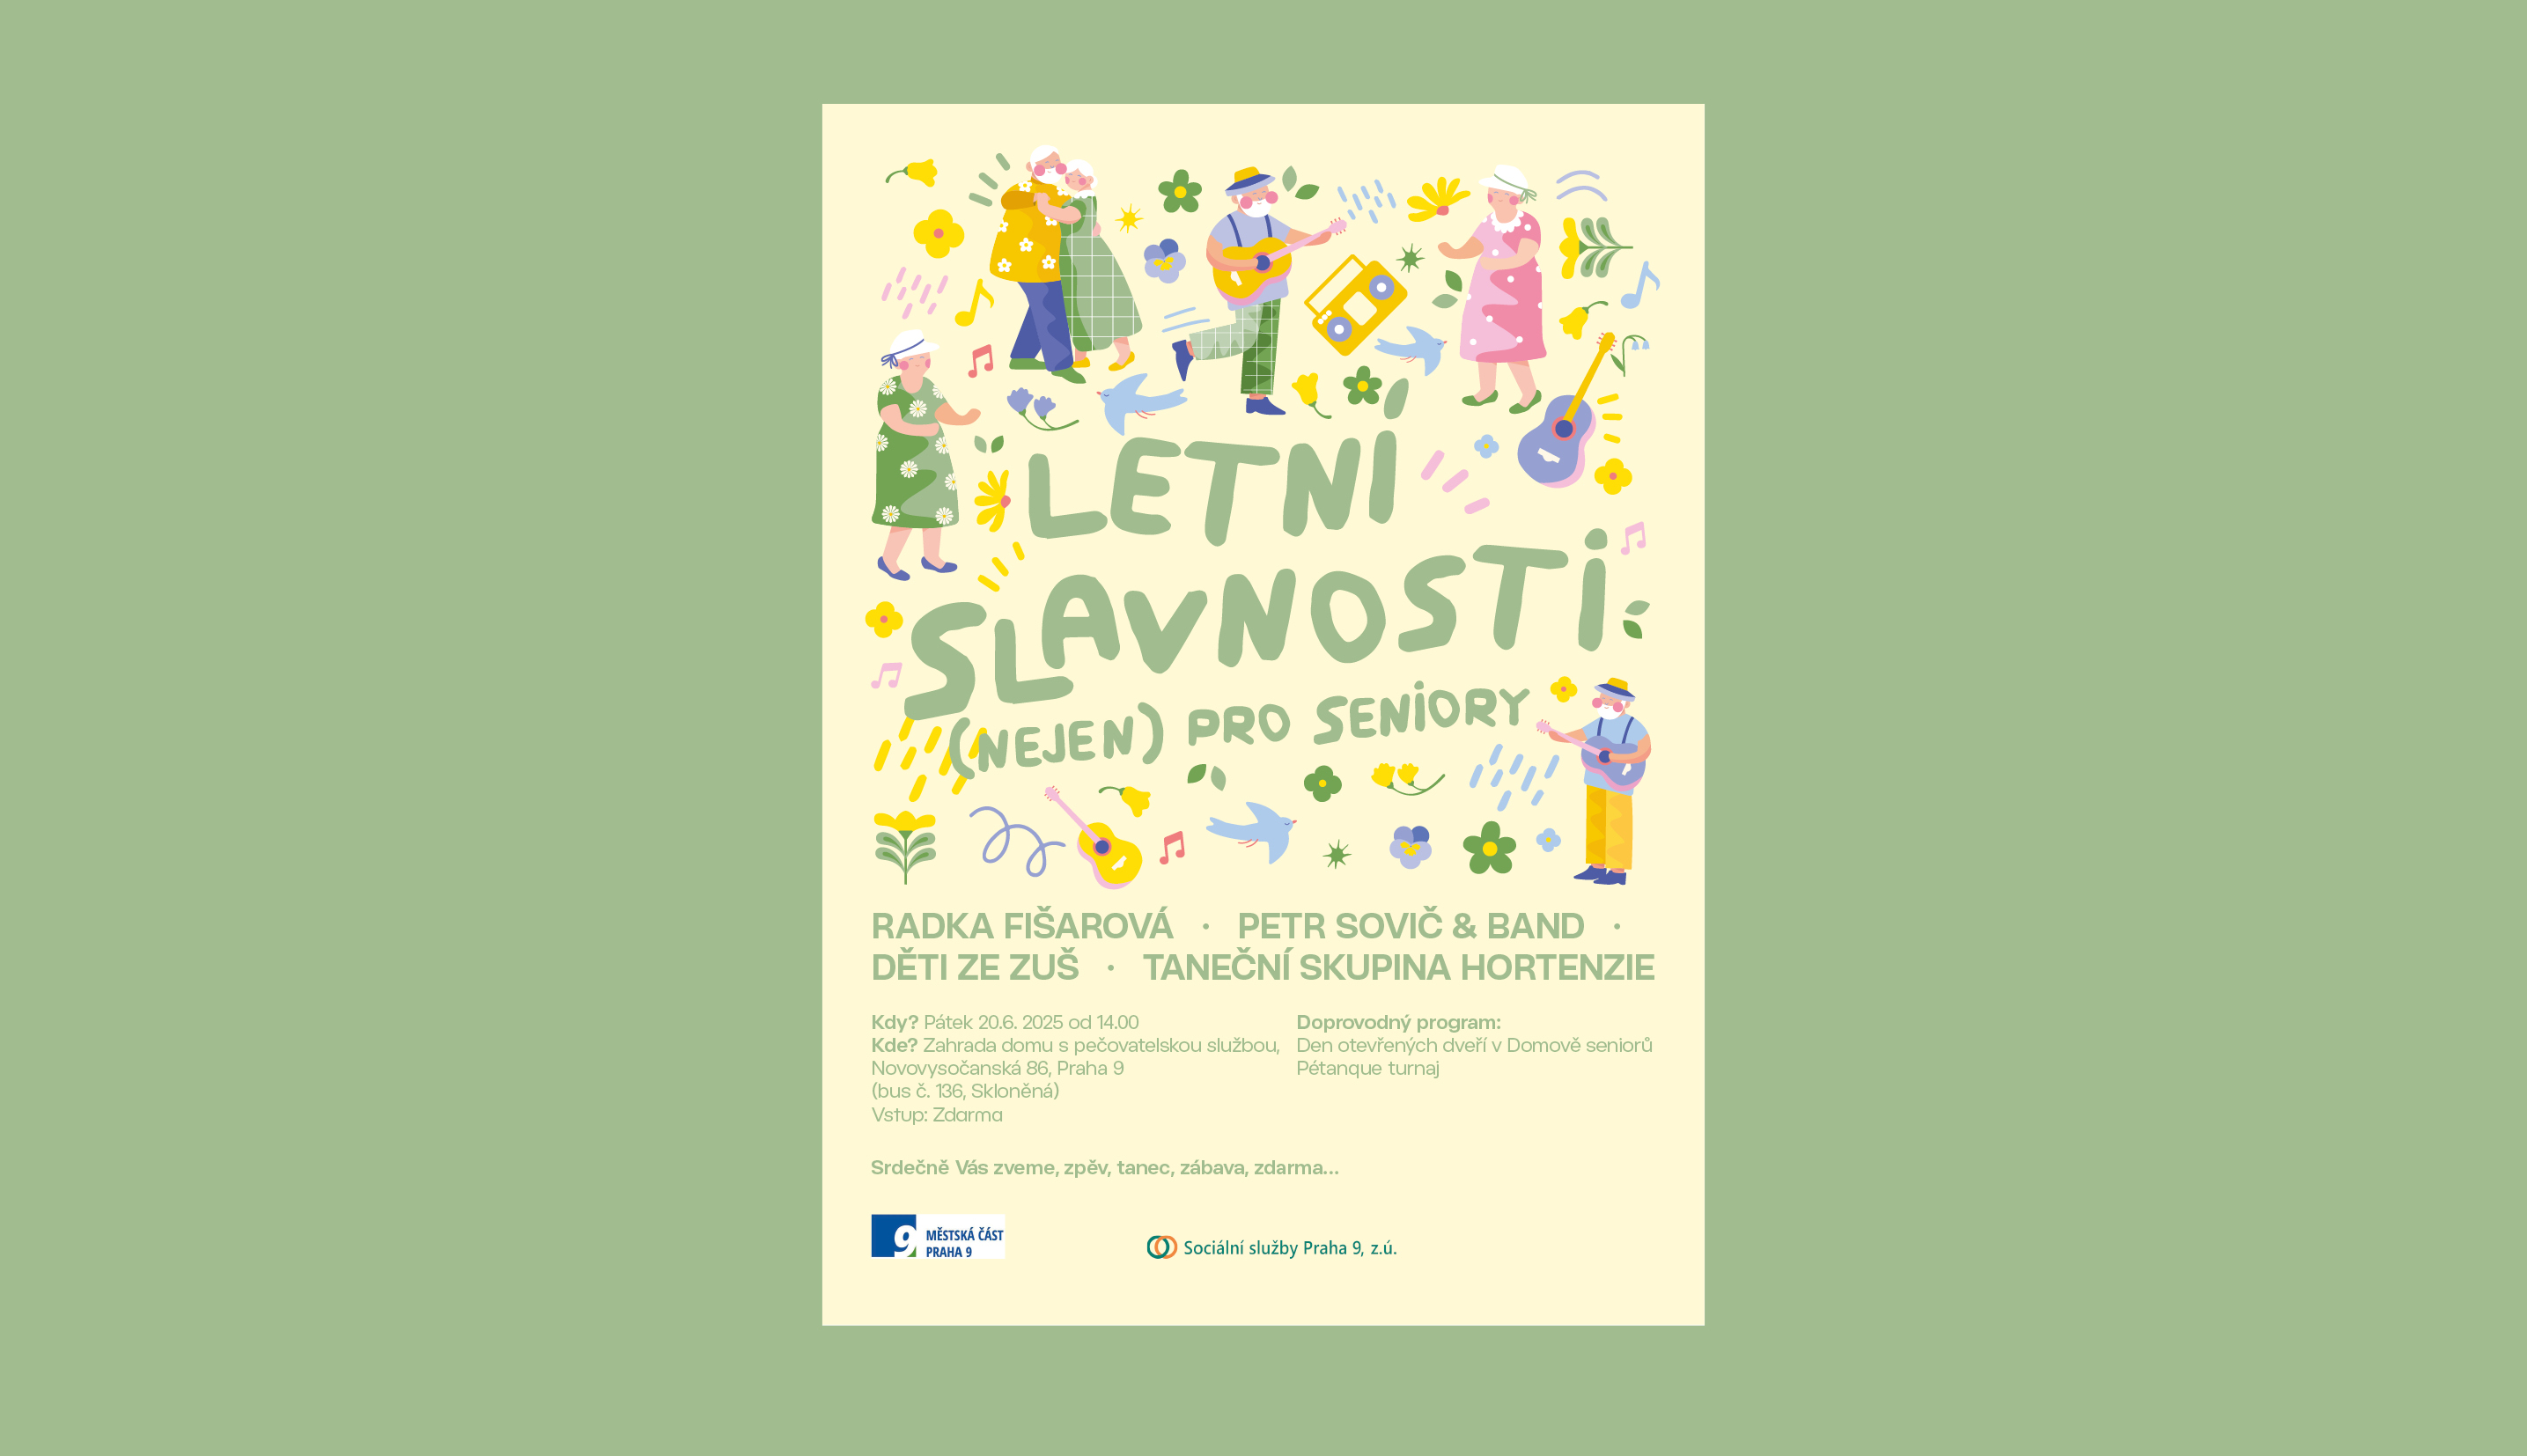 LETNÍ
SLAVNOSTI
(NEJEN) PRO SENIORY
RADKA FIŠAROVÁ · PETR SOVIČ & BAND ·
DĚTI ZE ZUŠ · TANEČNÍ SKUPINA HORTENZIE
Kdy? Pátek 20.6. 2025 od 14.00
Kde? Zahrada domu s pečovatelskou službou,
Novovysočanská 86, Praha 9
(bus č. 136, Skloněná)
Vstup: Zdarma
Doprovodný program:
Den otevřených dveří v Domově seniorů
Pétanque turnaj
Srdečně Vás zveme, zpěv, tanec, zábava, zdarma...
9 MĚSTSKÁ ČÁST
PRAHA 9
Sociální služby Praha 9, z.ú.